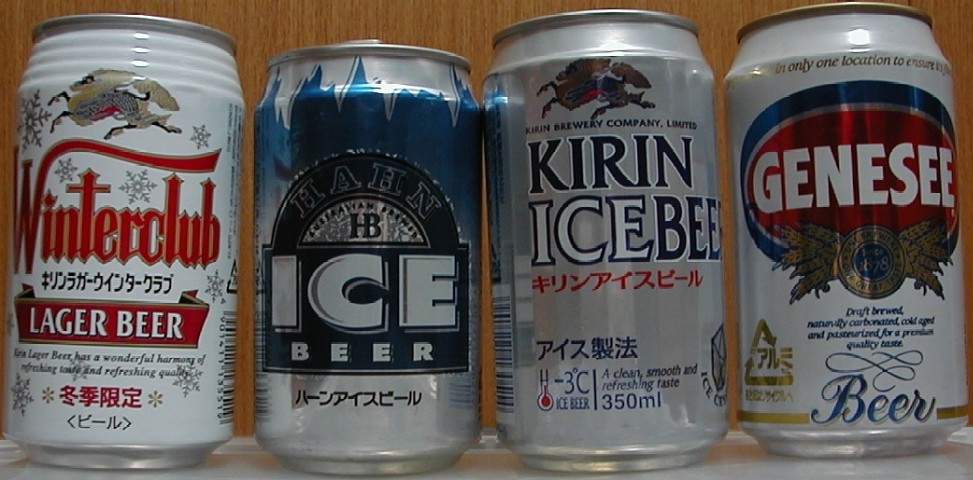 Winterclub
キリンラガーウインタークラブ
LAGER BEER
Kirin Lager Beer has a wonderful harmony of
refreshing taste and refreshing quality.
冬季限定
<ビール>
HAHN
AUSTRALIAN BREWERY
HB
ICE
BEER
ハーンアイスビール
KIRIN BREWERY COMPANY, LIMITED
KIRIN
ICEBEE
キリンアイスビール
アイス製法
-3℃
ICE BEER
A clean, smooth and
refreshing taste
350ml
in only one location to ensure its
GENESEE
1878
Draft brewed,
naturally carbonated, cold aged
and pasteurized for a premium
quality taste.
アルミ
Beer